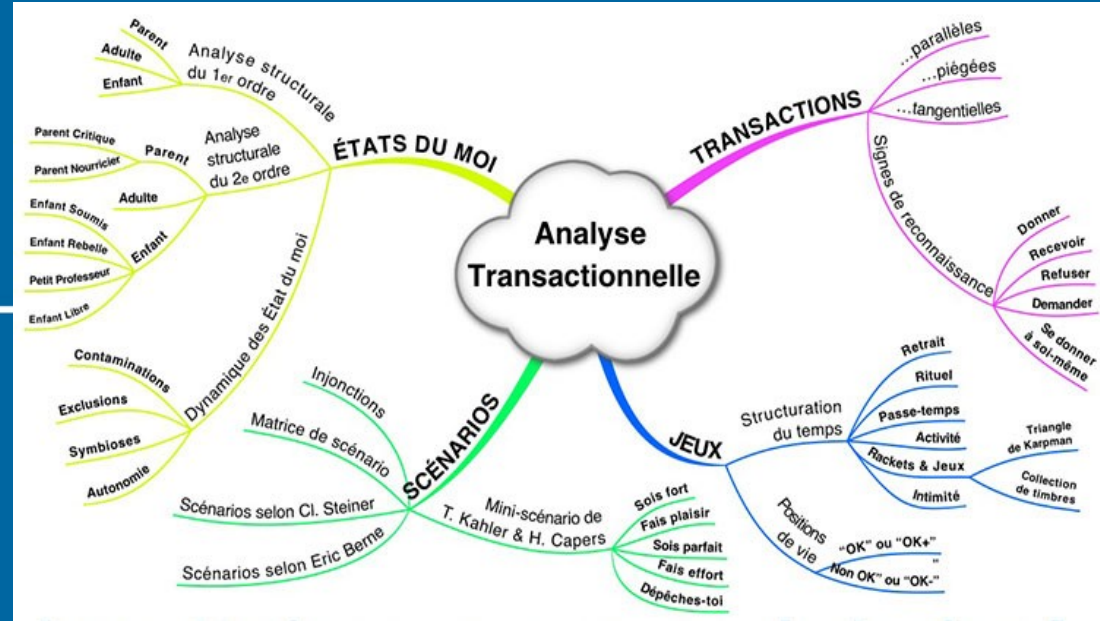 Analyse
Transactionnelle
ÉTATS DU MOI
Analyse structurale
du 1er ordre
Parent
Adulte
Enfant
Analyse
structurale
du 2e ordre
Parent
Parent Critique
Parent Nourricier
Adulte
Enfant
Enfant Soumis
Enfant Rebelle
Petit Professeur
Enfant Libre
Dynamique des État du moi
Contaminations
Exclusions
Symbioses
Autonomie
TRANSACTIONS
...parallèles
...piégées
...tangentielles
Signes de reconnaissance
Donner
Recevoir
Refuser
Demander
Se donner
à soi-même
SCÉNARIOS
Injonctions
Matrice de scénario
Scénarios selon Cl. Steiner
Scénarios selon Eric Berne
Mini-scénario de
T. Kahler & H. Capers
Sois fort
Fais plaisir
Sois parfait
Fais effort
Dépêches-toi
JEUX
Structuration
du temps
Retrait
Rituel
Passe-temps
Activité
Rackets & Jeux
Triangle
de Karpman
Collection
de timbres
Intimité
Positions
de vie
"OK" ou "OK+"
"
Non OK" ou "OK-"